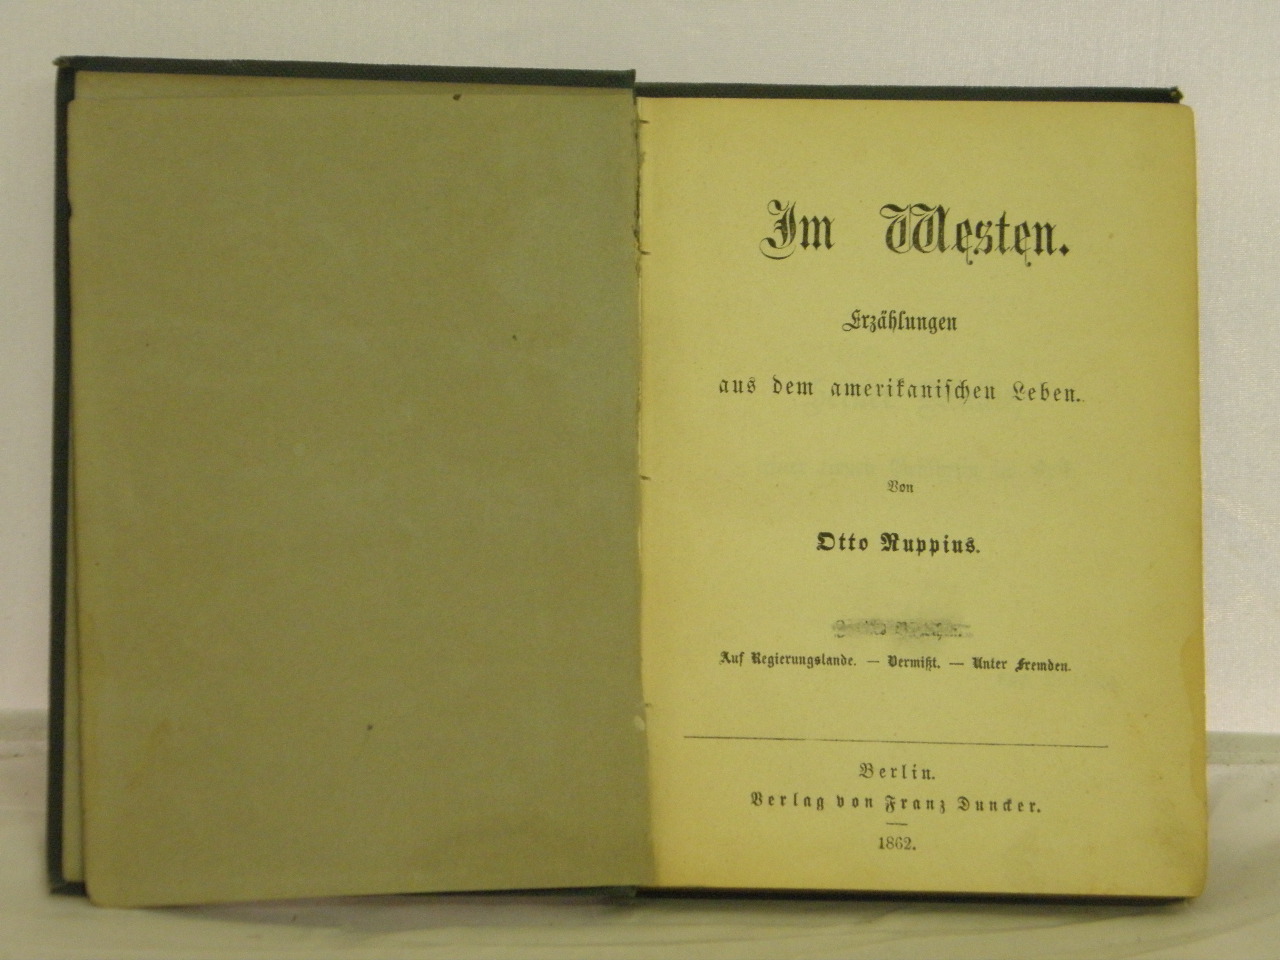 Im Westen.
Erzählungen
aus dem amerikanischen Leben.
Von
Otto Ruppius.
Auf Regierungslande. — Vermißt. — Unter Fremden.
Berlin.
Verlag von Franz Duncker.
1862.